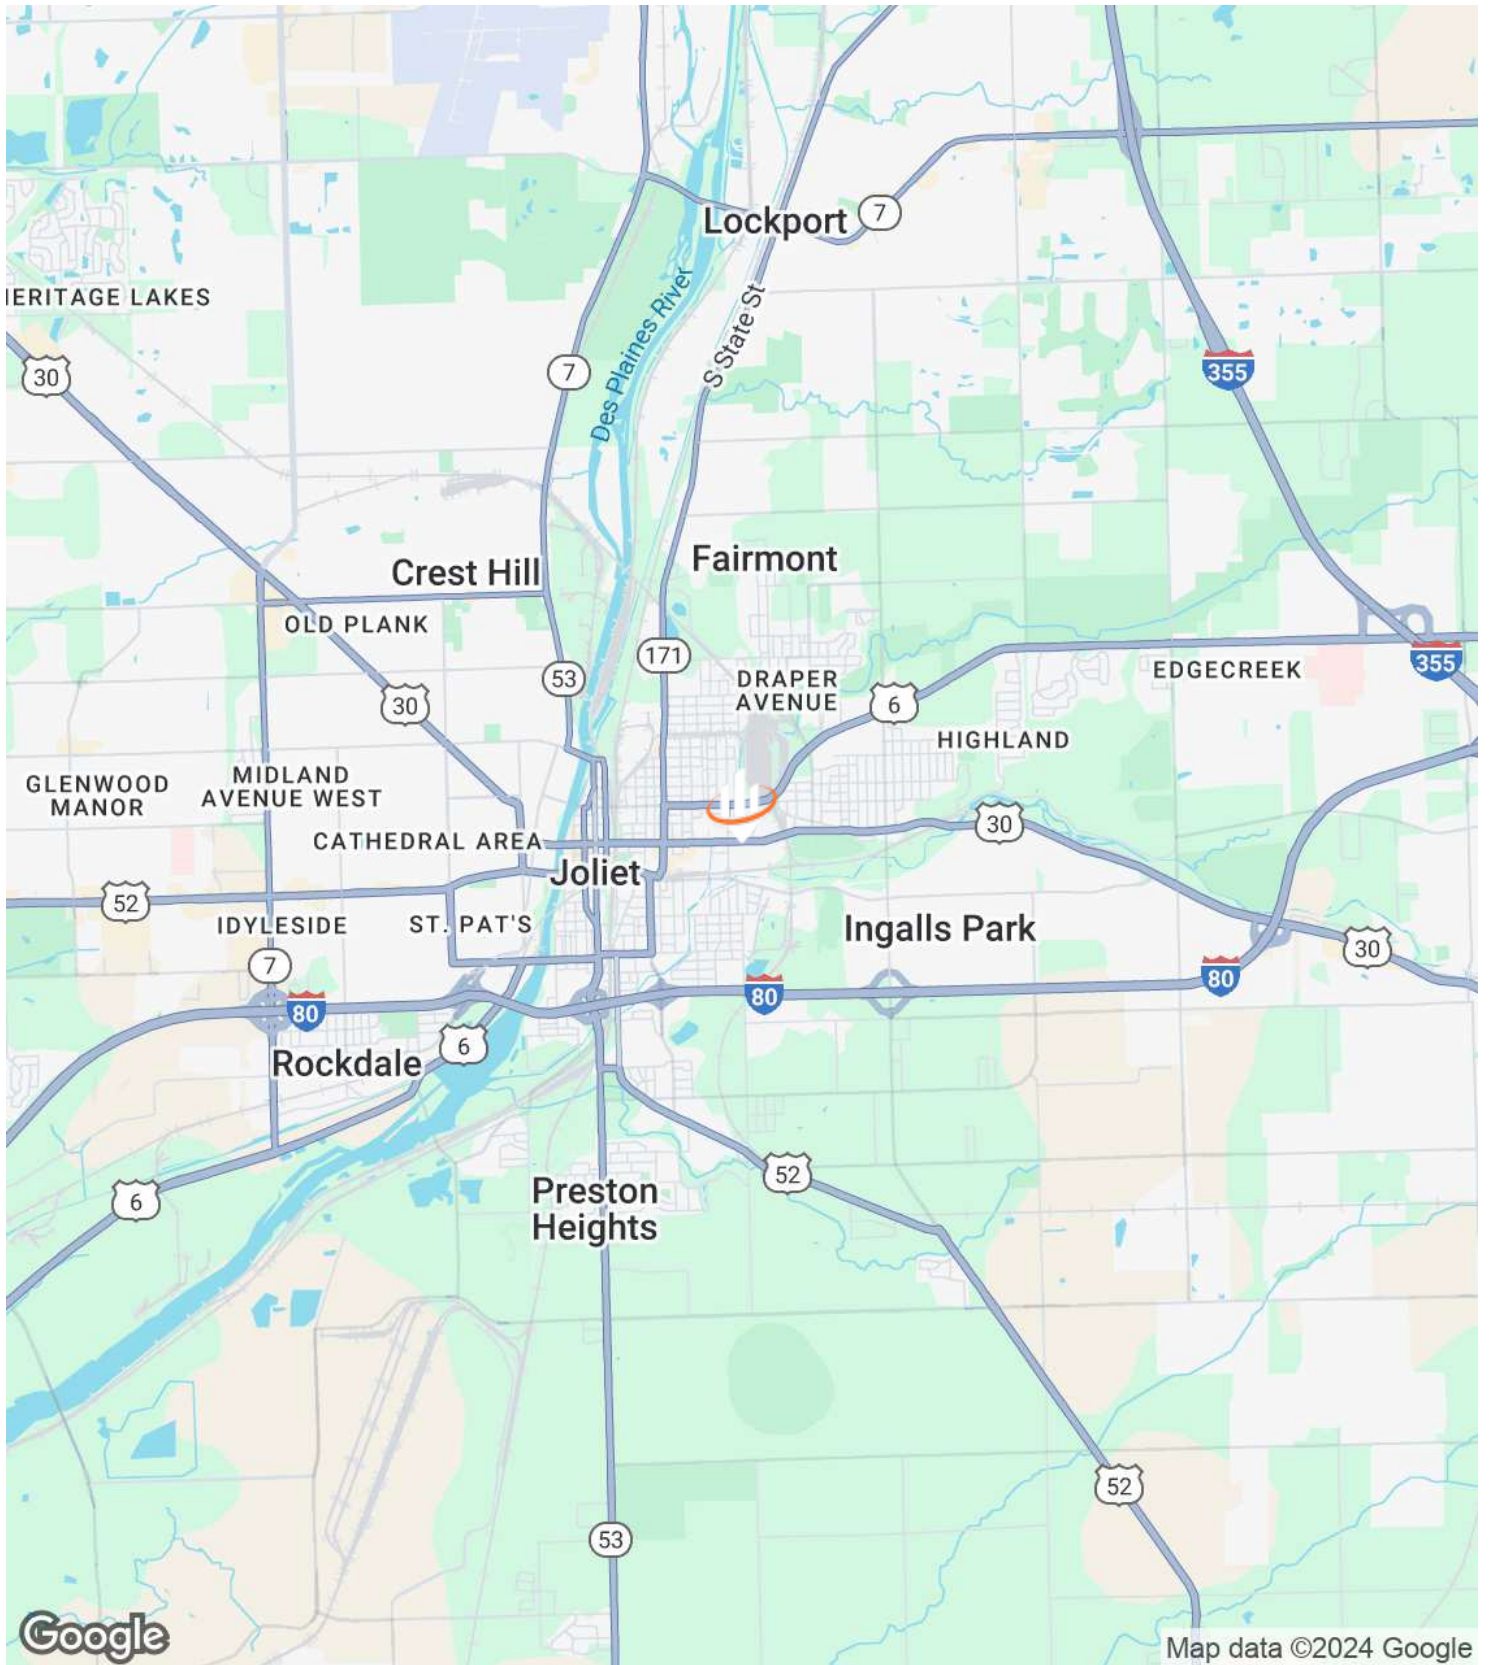 Lockport
7
IERITAGE LAKES
Des Plaines River
S State St
30
7
355
Crest Hill
Fairmont
OLD PLANK
171
53
DRAPER
AVENUE
EDGECREEK
355
30
6
HIGHLAND
GLENWOOD
MANOR
MIDLAND
AVENUE WEST
CATHEDRAL AREA
30
Joliet
52
IDYLESIDE
ST. PAT'S
Ingalls Park
30
7
80
80
80
6
Rockdale
52
6
Preston
Heights
52
53
Google
Map data ©2024 Google